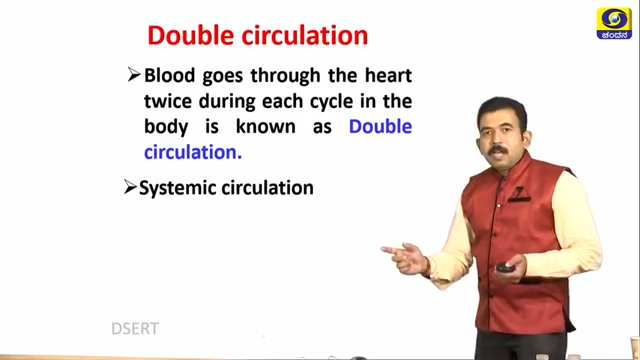 Double circulation
ಚಂದನ
➢Blood goes through the heart
twice during each cycle in the
body is known as Double
circulation.
➢Systemic circulation
DSERT